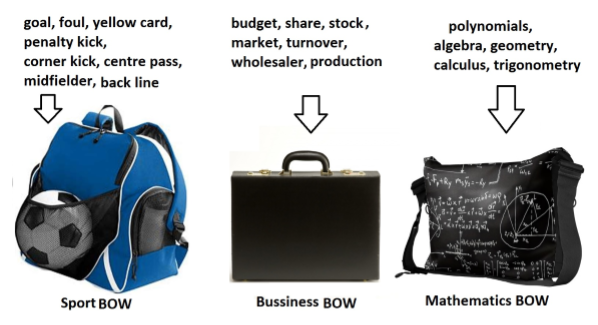 goal, foul, yellow card,
penalty kick,
corner kick, centre pass,
midfielder, back line
budget, share, stock,
market, turnover,
wholesaler, production
polynomials,
algebra, geometry,
calculus, trigonometry
Sport BOW
Bussiness BOW
Mathematics BOW